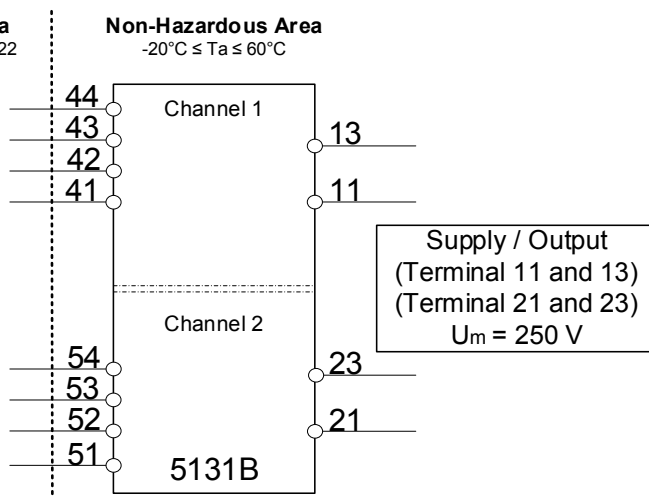 a
22
Non-Hazardous Area
-20°C ≤ Ta ≤ 60°C
44
Channel 1
43
13
42
41
11
Supply / Output
(Terminal 11 and 13)
(Terminal 21 and 23)
Um = 250 V
Channel 2
54
23
53
52
21
51
5131B